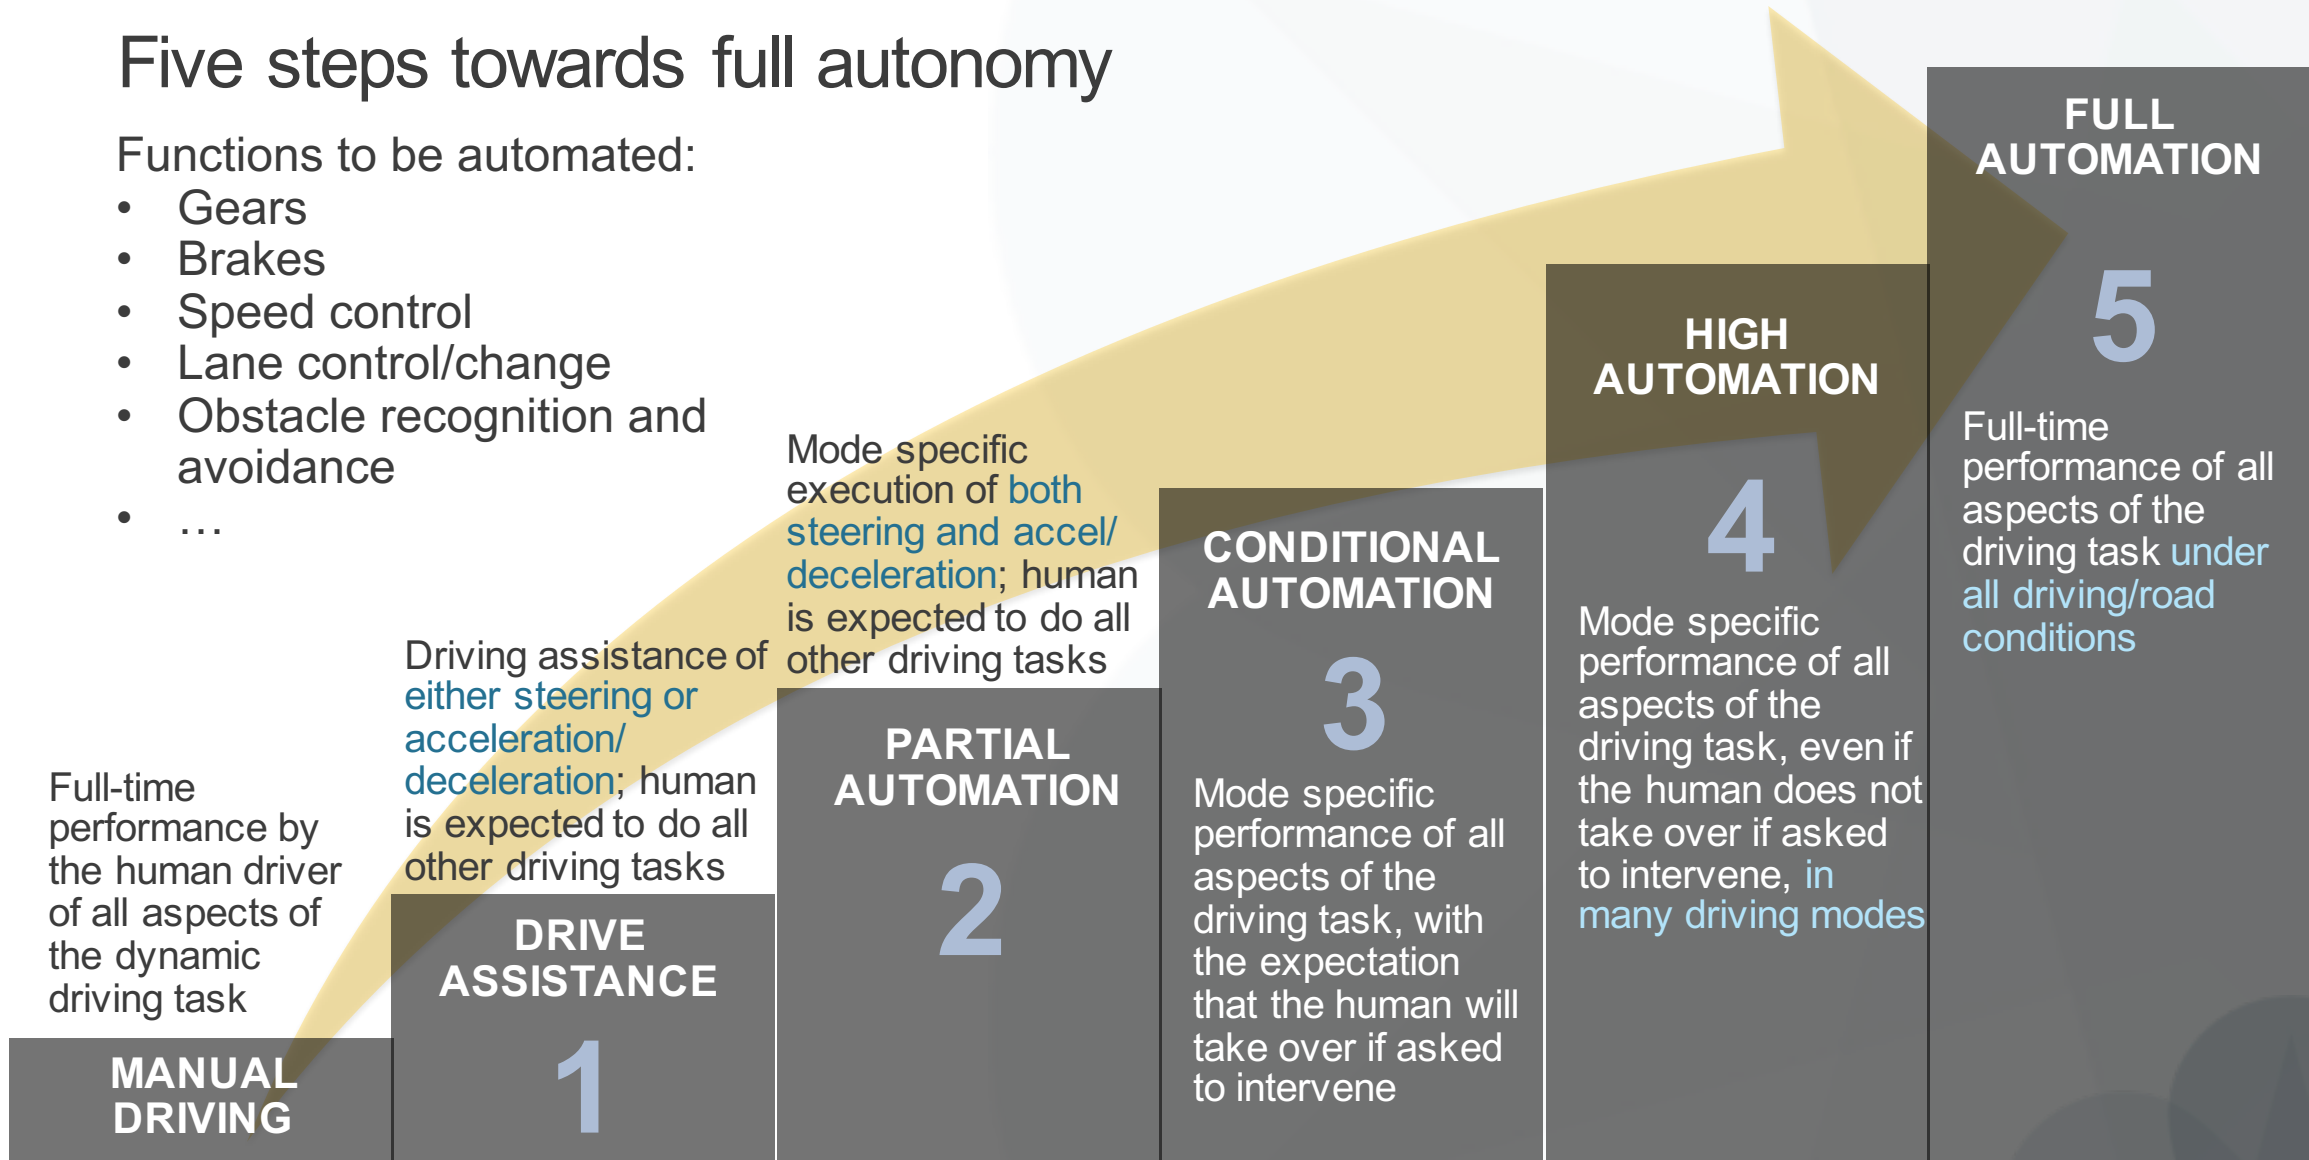 Five steps towards full autonomy
Functions to be automated:
• Gears
• Brakes
• Speed control
• Lane control/change
• Obstacle recognition and
avoidance
• …
Full-time
performance by
the human driver
of all aspects of
the dynamic
driving task
MANUAL
DRIVING
Driving assistance of
either steering or
acceleration/
deceleration; human
is expected to do all
other driving tasks
DRIVE
ASSISTANCE
1
Mode specific
execution of both
steering and accel/
deceleration; human
is expected to do all
other driving tasks
PARTIAL
AUTOMATION
2
CONDITIONAL
AUTOMATION
3
Mode specific
performance of all
aspects of the
driving task, with
the expectation
that the human will
take over if asked
to intervene
HIGH
AUTOMATION
4
Mode specific
performance of all
aspects of the
driving task, even if
the human does not
take over if asked
to intervene, in
many driving modes
FULL
AUTOMATION
5
Full-time
performance of all
aspects of the
driving task under
all driving/road
conditions